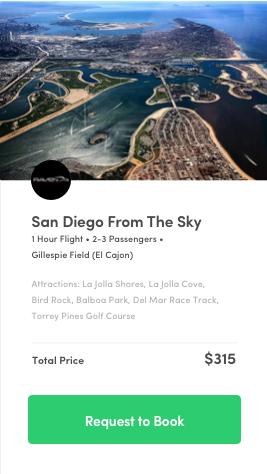 San Diego From The Sky
1 Hour Flight • 2-3 Passengers •
Gillespie Field (El Cajon)
Attractions: La Jolla Shores, La Jolla Cove,
Bird Rock, Balboa Park, Del Mar Race Track,
Torrey Pines Golf Course
Total Price
$315
Request to Book